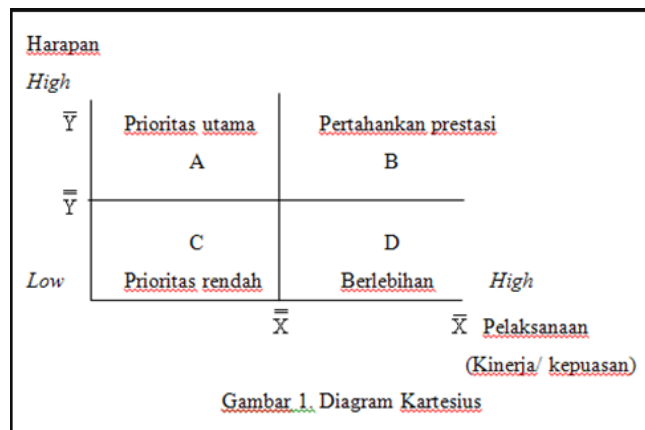 Harapan
High
Y̅ Prioritas utama Pertahankan prestasi
A B
Y̿
C D
Low Prioritas rendah Berlebihan High
X̿ X̅ Pelaksanaan
(Kinerja/ kepuasan)
Gambar 1. Diagram Kartesius